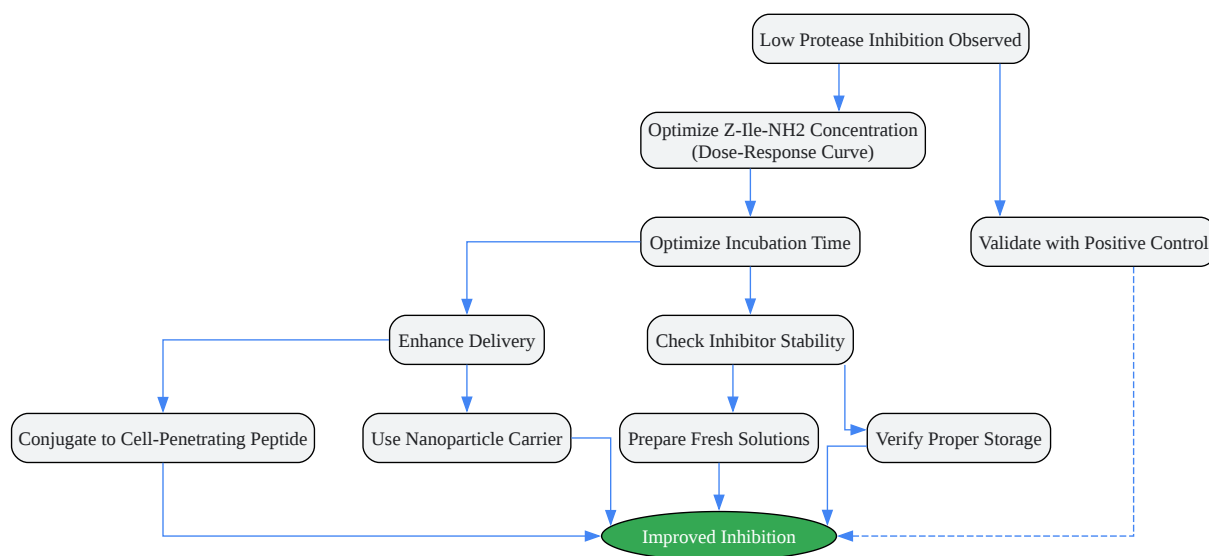 Low Protease Inhibition Observed
Optimize Z-Ile-NH2 Concentration
(Dose-Response Curve)
Optimize Incubation Time
Validate with Positive Control
Enhance Delivery
Check Inhibitor Stability
Conjugate to Cell-Penetrating Peptide
Use Nanoparticle Carrier
Prepare Fresh Solutions
Verify Proper Storage
Improved Inhibition